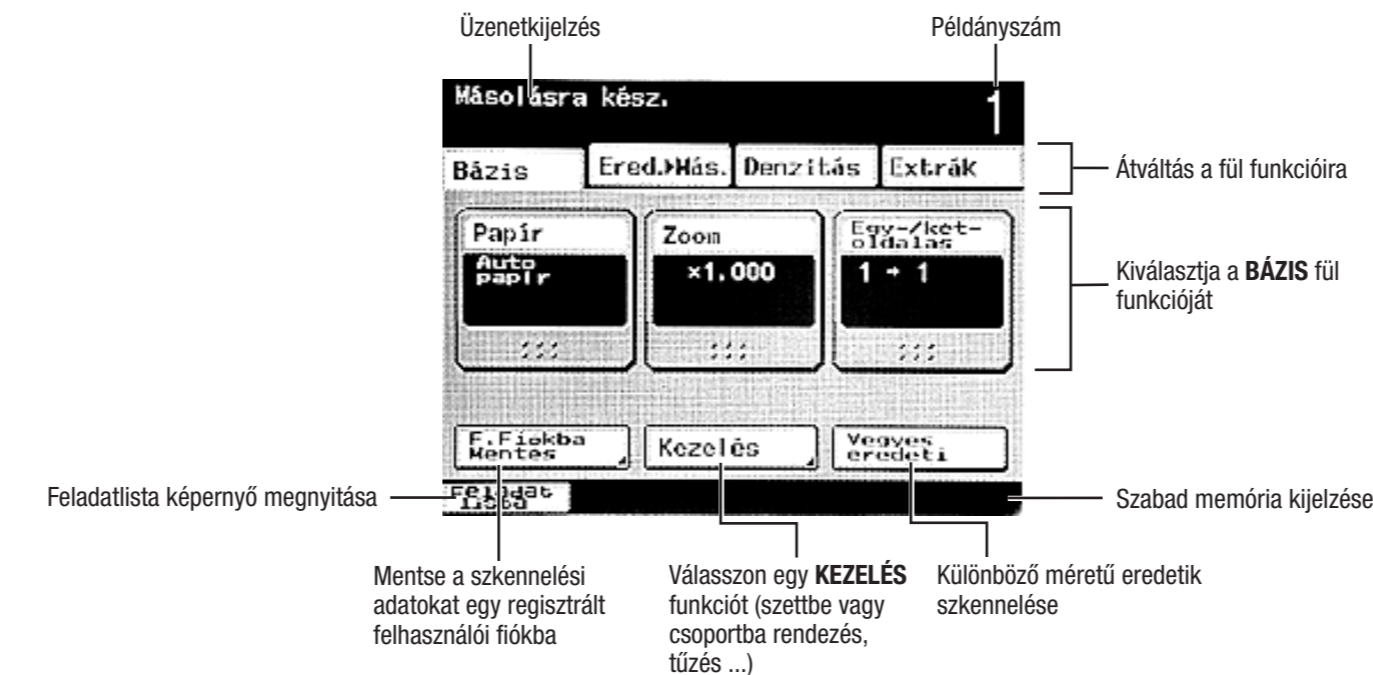 Üzenetkijelzés
Példányszám
Másolásra kész.
1
Bázis
Ered.▸Más.
Denzitás
Extrák
Átváltás a fül funkcióira
Papír
Auto
papír
Zoom
×1.000
Egy-/két-
oldalas
1 → 1
Kiválasztja a BÁZIS fül
funkcióját
F.Fiókba
Mentés
Kezelés
Vegyes
eredeti
Feladatlista képernyő megnyitása
Feladat
Lista
Szabad memória kijelzése
Mentse a szkennelési
adatokat egy regisztrált
felhasználói fiókba
Válasszon egy KEZELÉS
funkciót (szettbe vagy
csoportba rendezés,
tűzés ...)
Különböző méretű eredetik
szkennelése